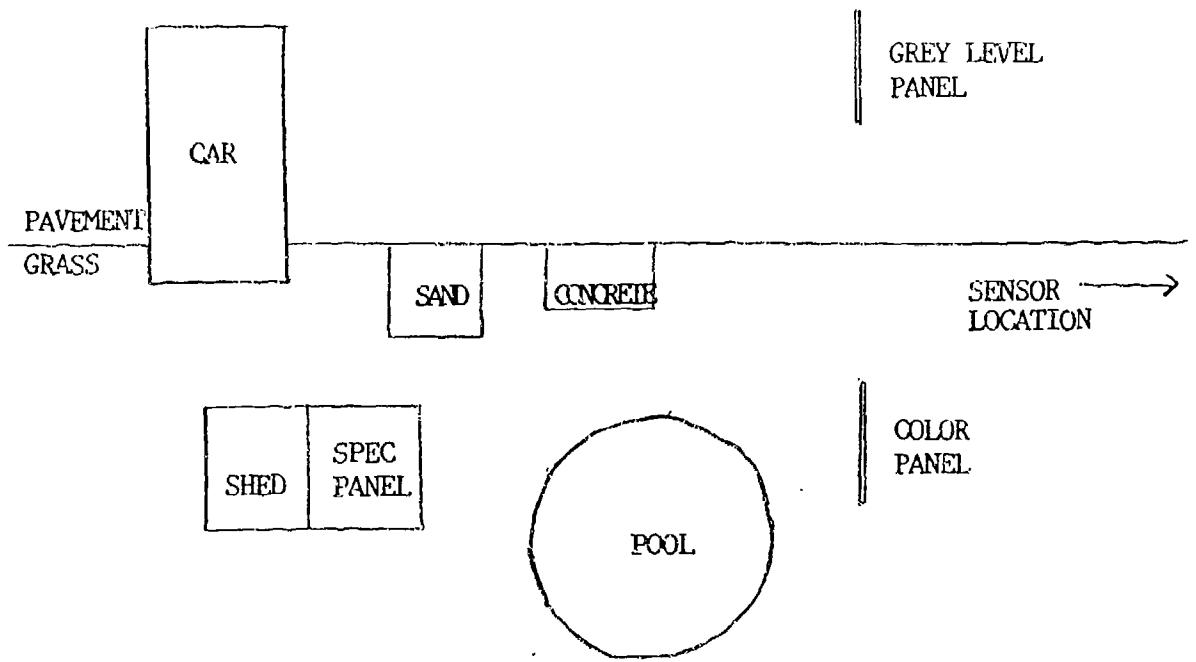 GREY LEVEL
PANEL
CAR
PAVEMENT
GRASS
SAND
CONCRETE
SENSOR
LOCATION
SHED
SPEC
PANEL
POOL
COLOR
PANEL